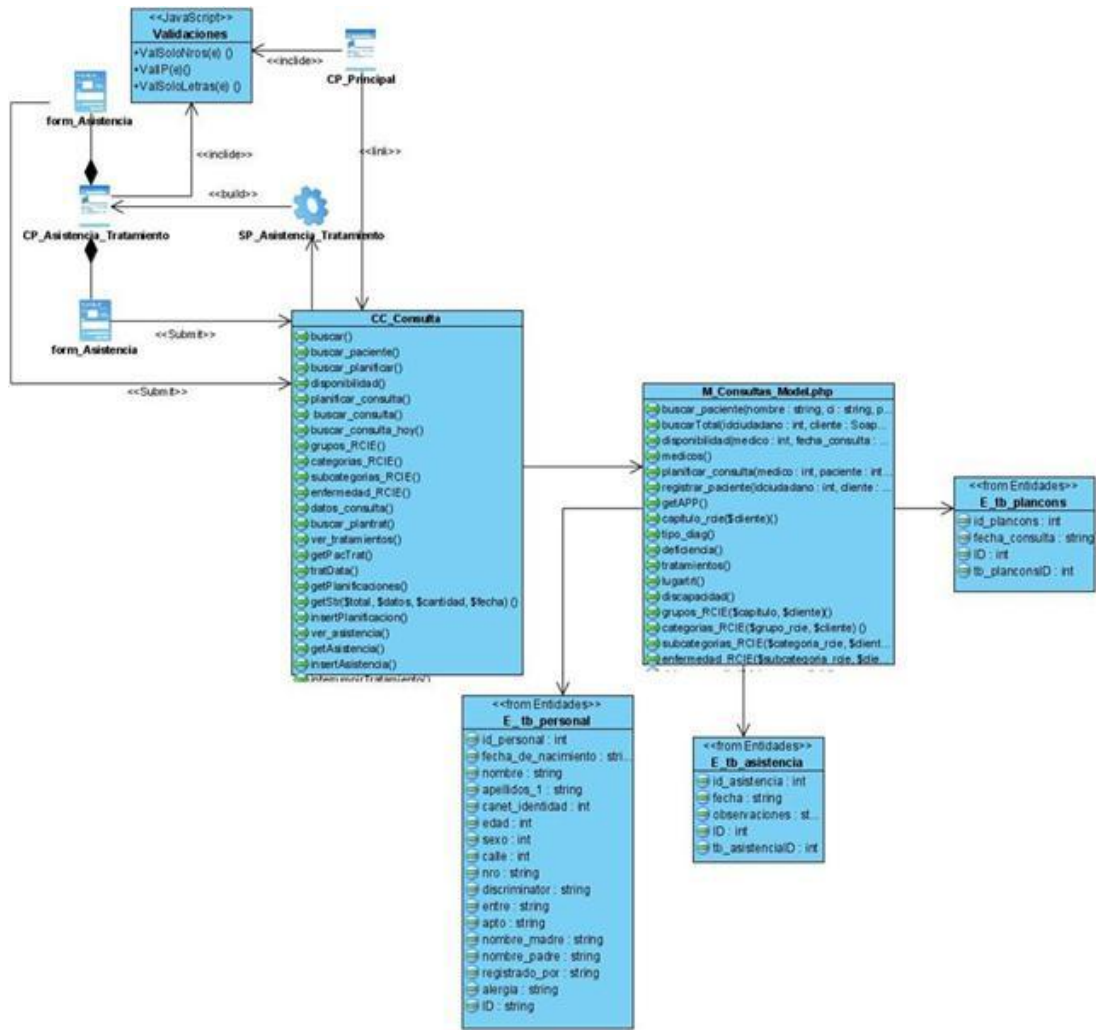 <<JavaScript>>
Validaciones
+ValSoloNros(e) ()
+ValIP(e)()
+ValSoloLetras(e) ()
<<inclide>>
CP_Principal
form_Asistencia
<<inclide>>
<<link>>
<<build>>
CP_Asistencia_Tratamiento
SP_Asistencia_Tratamiento
form_Asistencia
<<Submit>>
<<Submit>>
CC_Consulta
buscar()
buscar_paciente()
buscar_planificar()
disponibilidad()
planificar_consulta()
buscar_consulta()
buscar_consulta_hoy()
grupos_RCIE()
categorias_RCIE()
subcategorias_RCIE()
enfermedad_RCIE()
datos_consulta()
buscar_plantrat()
ver_tratamientos()
getPacTrat()
tratData()
getPlanificaciones()
getStr($total, $datos, $cantidad, $fecha) ()
insertPlanificacion()
ver_asistencia()
getAsistencia()
insertAsistencia()
interrumpirTratamiento()
M_Consultas_Model.php
buscar_paciente(nombre : string, ci : string, p...
buscarTotal(idciudadano : int, cliente : Soap...
disponibilidad(medico : int, fecha_consulta : ...
medicos()
planificar_consulta(medico : int, paciente : int...
registrar_paciente(idciudadano : int, cliente : ...
getAPP()
capitulo_rcie($cliente)()
tipo_diag()
deficiencia()
tratamientos()
lugartrt()
discapacidad()
grupos_RCIE($capitulo, $cliente)()
categorias_RCIE($grupo_rcie, $cliente) ()
subcategorias_RCIE($categoria_rcie, $client...
enfermedad_RCIE($subcategoria_rcie, $clie...
<<from Entidades>>
E_tb_plancons
id_plancons : int
fecha_consulta : string
ID : int
tb_planconsID : int
<<from Entidades>>
E_tb_personal
id_personal : int
fecha_de_nacimiento : stri...
nombre : string
apellidos_1 : string
canet_identidad : int
edad : int
sexo : int
calle : int
nro : string
discriminator : string
entre : string
apto : string
nombre_madre : string
nombre_padre : string
registrado_por : string
alergia : string
ID : string
<<from Entidades>>
E_tb_asistencia
id_asistencia : int
fecha : string
observaciones : st...
ID : int
tb_asistenciaID : int